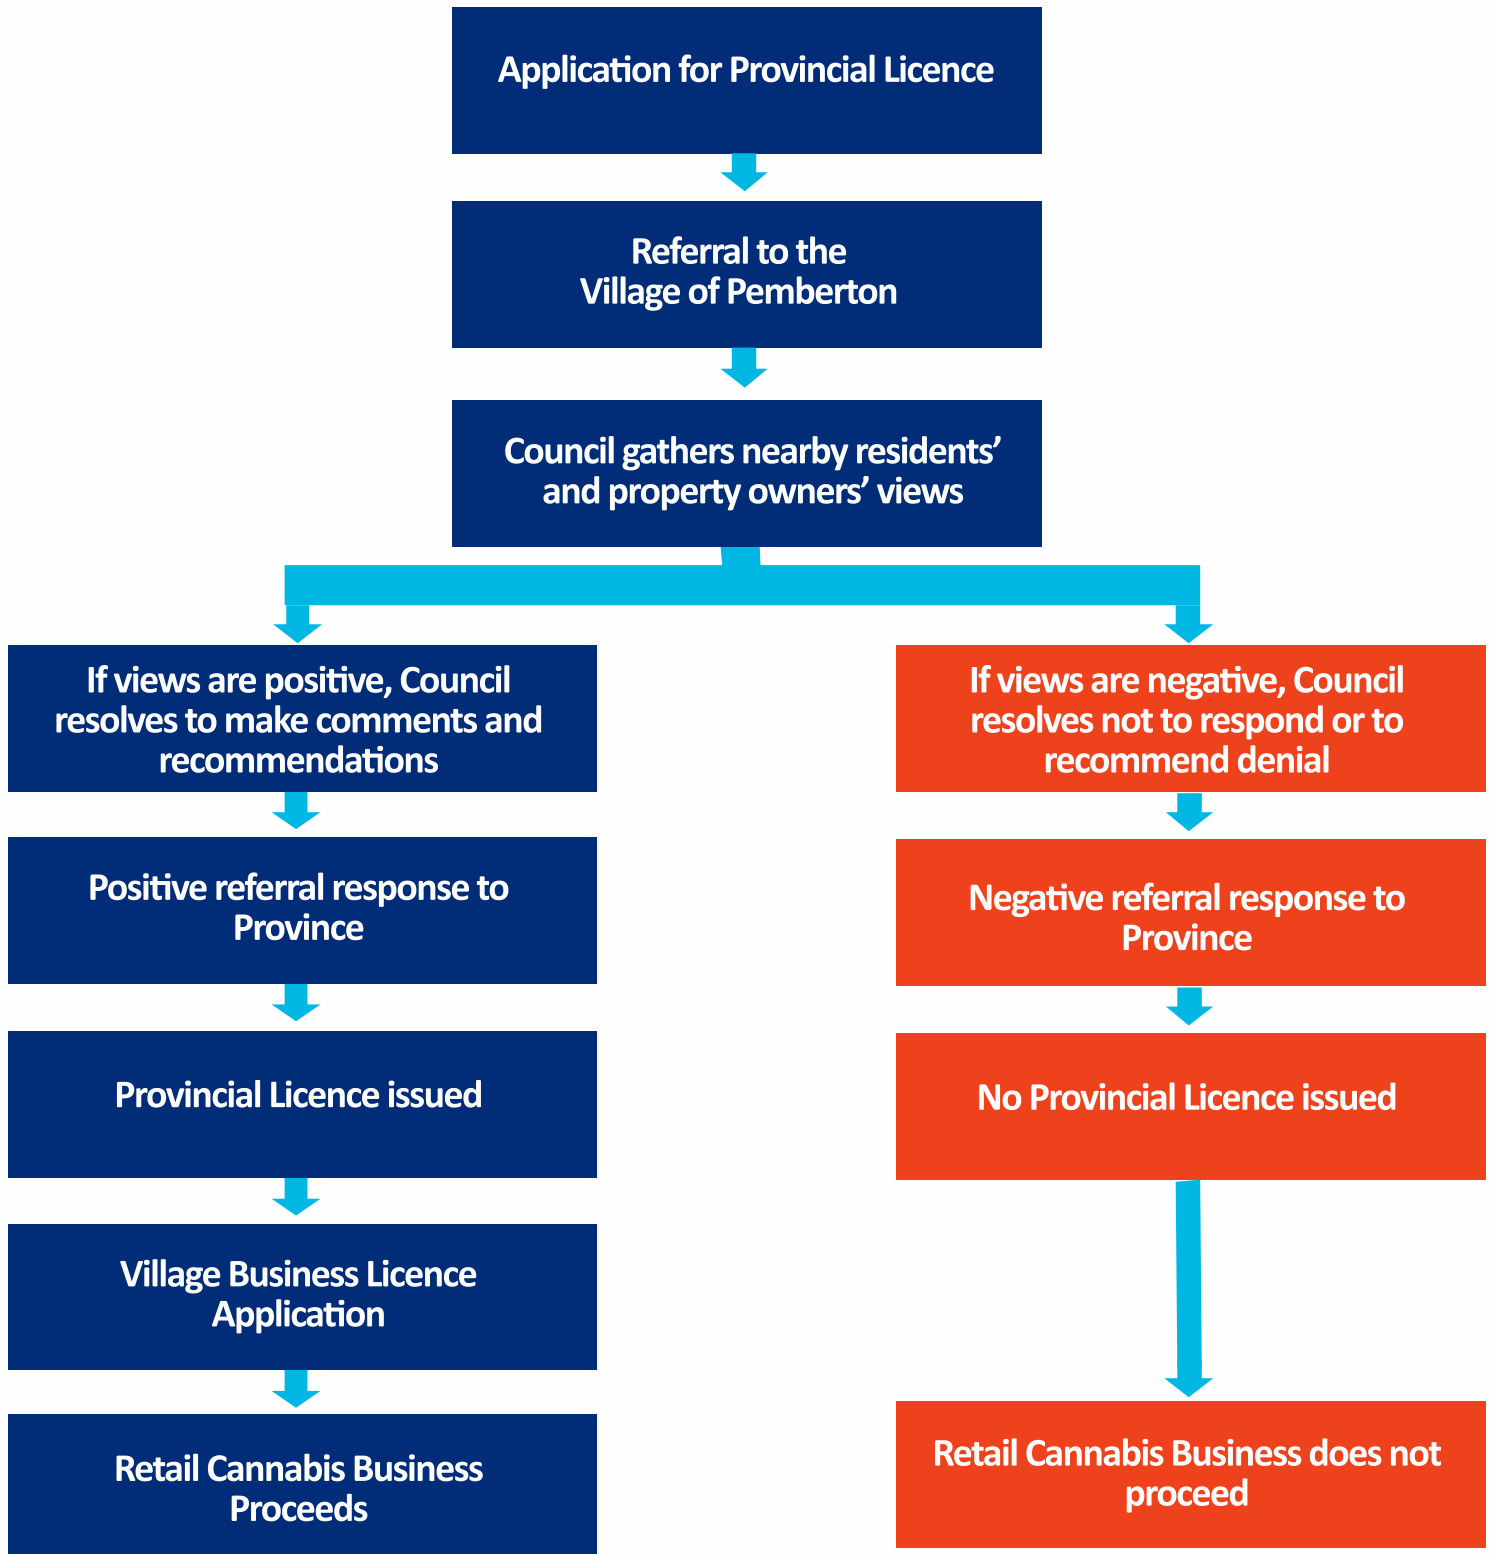 Application for Provincial Licence
Referral to the
Village of Pemberton
Council gathers nearby residents’
and property owners’ views
If views are positive, Council
resolves to make comments and
recommendations
Positive referral response to
Province
Provincial Licence issued
Village Business Licence
Application
Retail Cannabis Business
Proceeds
If views are negative, Council
resolves not to respond or to
recommend denial
Negative referral response to
Province
No Provincial Licence issued
Retail Cannabis Business does not
proceed